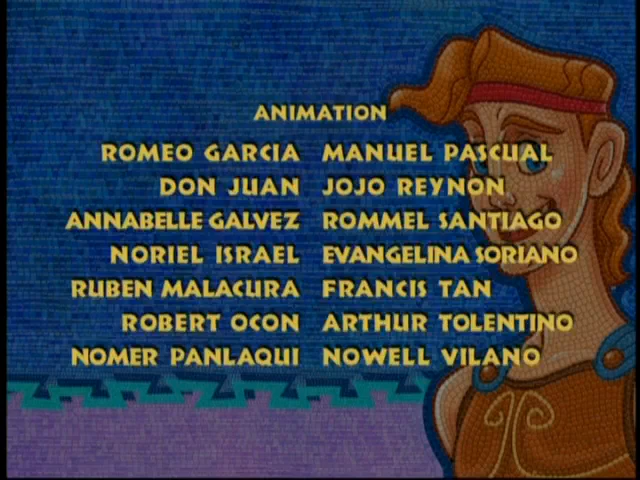 ANIMATION
ROMEO GARCIA MANUEL PASCUAL
DON JUAN JOJO REYNON
ANNABELLE GALVEZ ROMMEL SANTIAGO
NORIEL ISRAEL EVANGELINA SORIANO
RUBEN MALACURA FRANCIS TAN
ROBERT OCON ARTHUR TOLENTINO
NOMER PANLAQUI NOWELL VILANO